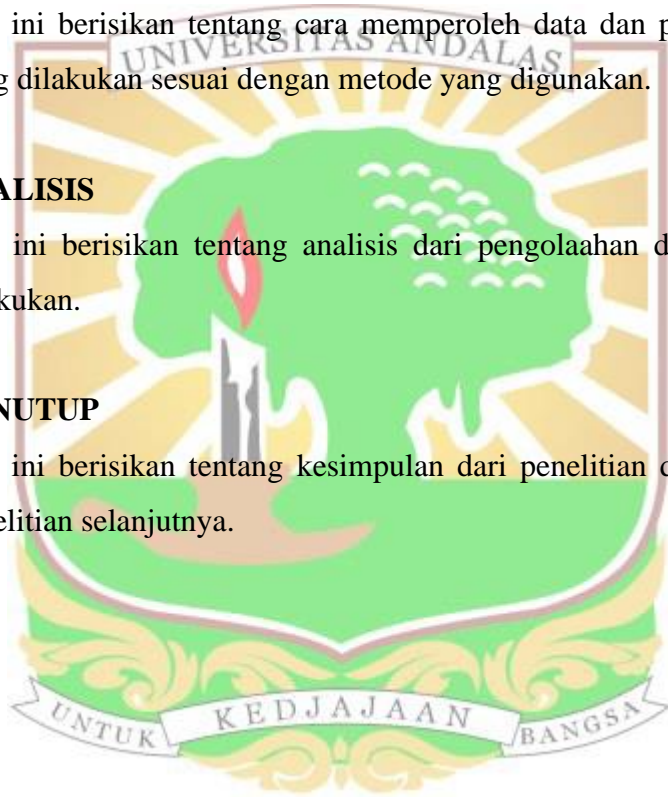 ini berisikan tentang cara memperoleh data dan p
UNIVERSITAS ANDALAS
g dilakukan sesuai dengan metode yang digunakan.
ALISIS
ini berisikan tentang analisis dari pengolaahan d
kukan.
NUTUP
ini berisikan tentang kesimpulan dari penelitian d
elitian selanjutnya.
UNTUK KEDJAJAAN BANGSA